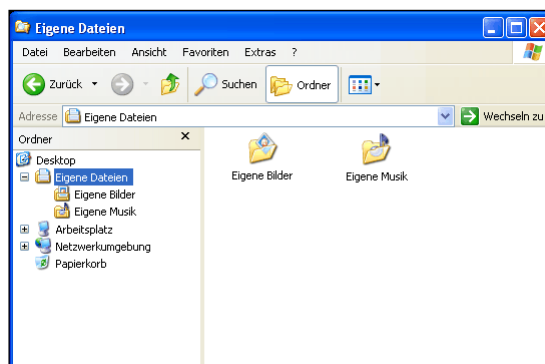 Eigene Dateien
Datei Bearbeiten Ansicht Favoriten Extras ?
Zurück Suchen Ordner
Adresse Eigene Dateien Wechseln zu
Ordner
Desktop
Eigene Dateien
Eigene Bilder
Eigene Musik
Arbeitsplatz
Netzwerkumgebung
Papierkorb
Eigene Bilder Eigene Musik